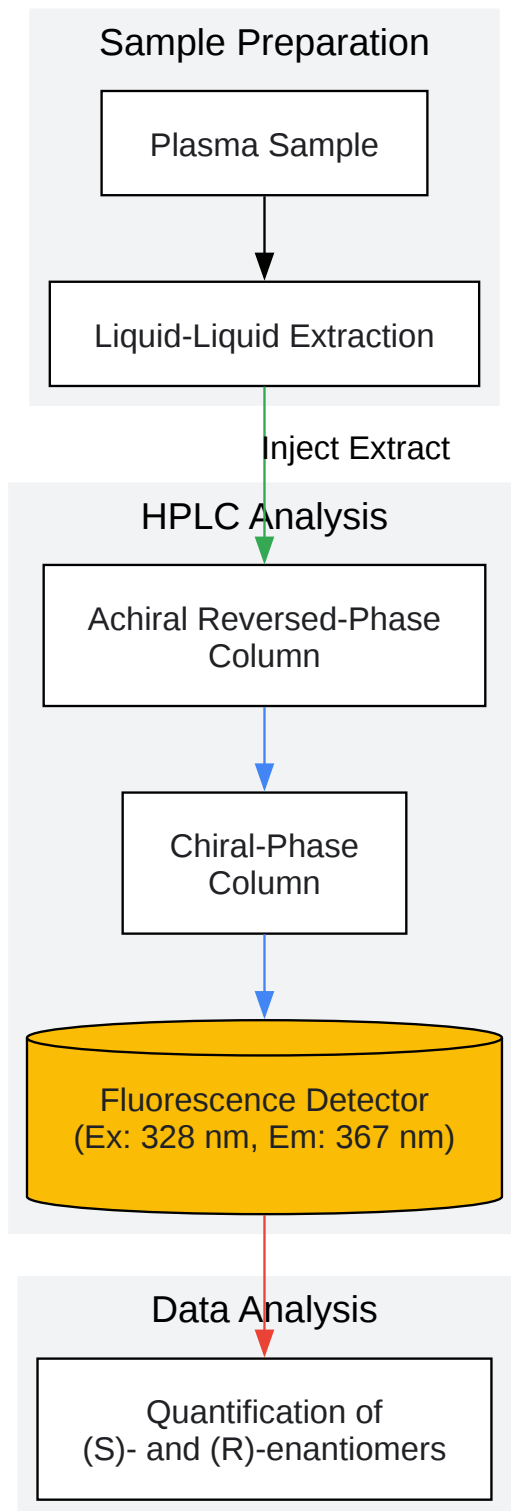 Sample Preparation
Plasma Sample
Liquid-Liquid Extraction
Inject Extract
HPLC Analysis
Achiral Reversed-Phase
Column
Chiral-Phase
Column
Fluorescence Detector
(Ex: 328 nm, Em: 367 nm)
Data Analysis
Quantification of
(S)- and (R)-enantiomers